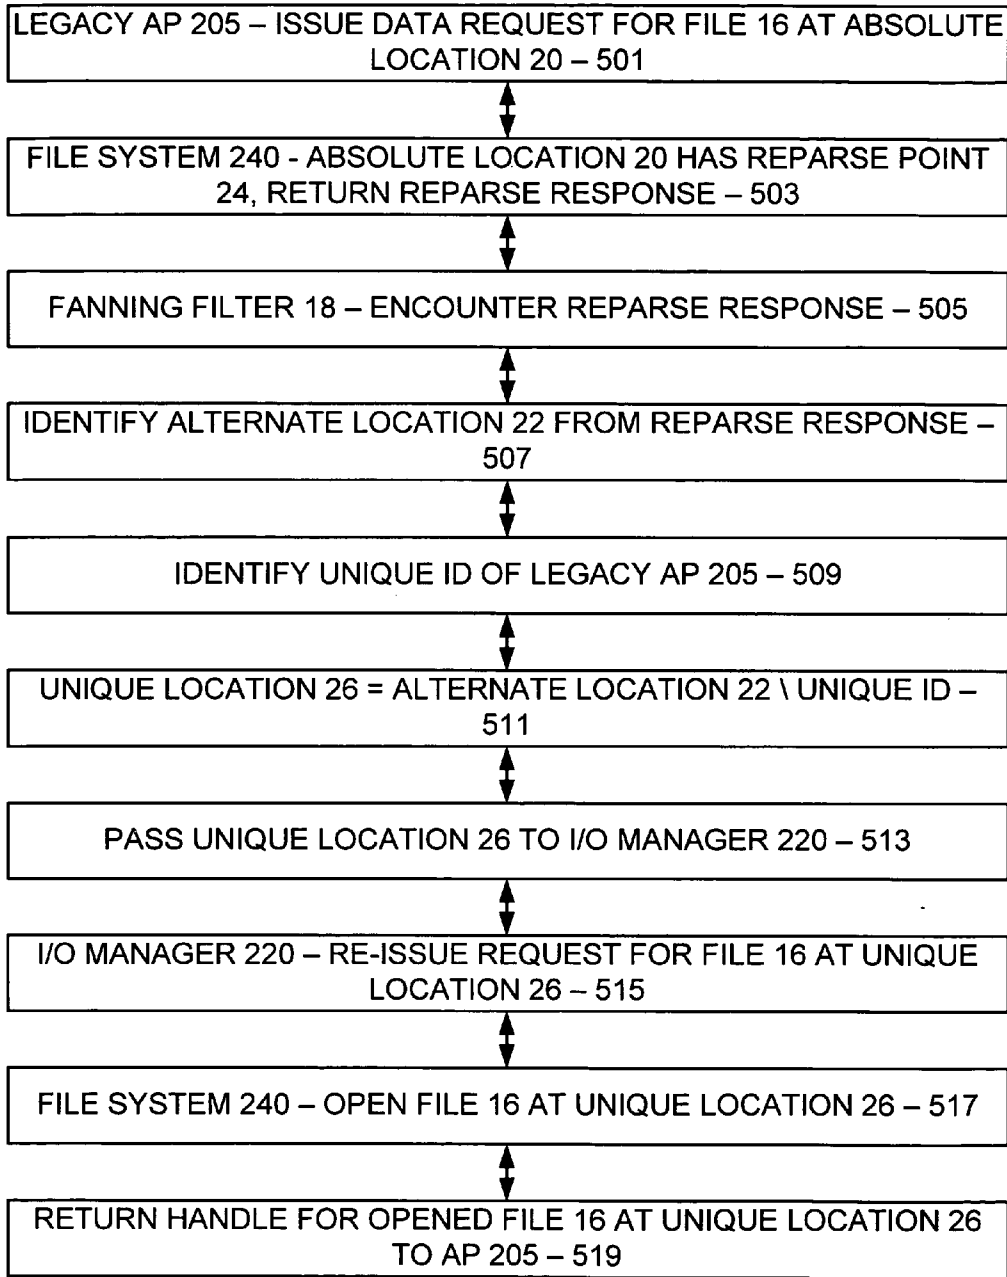 LEGACY AP 205 – ISSUE DATA REQUEST FOR FILE 16 AT ABSOLUTE
LOCATION 20 – 501
FILE SYSTEM 240 - ABSOLUTE LOCATION 20 HAS REPARSE POINT
24, RETURN REPARSE RESPONSE – 503
FANNING FILTER 18 – ENCOUNTER REPARSE RESPONSE – 505
IDENTIFY ALTERNATE LOCATION 22 FROM REPARSE RESPONSE –
507
IDENTIFY UNIQUE ID OF LEGACY AP 205 – 509
UNIQUE LOCATION 26 = ALTERNATE LOCATION 22 \ UNIQUE ID –
511
PASS UNIQUE LOCATION 26 TO I/O MANAGER 220 – 513
I/O MANAGER 220 – RE-ISSUE REQUEST FOR FILE 16 AT UNIQUE
LOCATION 26 – 515
FILE SYSTEM 240 – OPEN FILE 16 AT UNIQUE LOCATION 26 – 517
RETURN HANDLE FOR OPENED FILE 16 AT UNIQUE LOCATION 26
TO AP 205 – 519